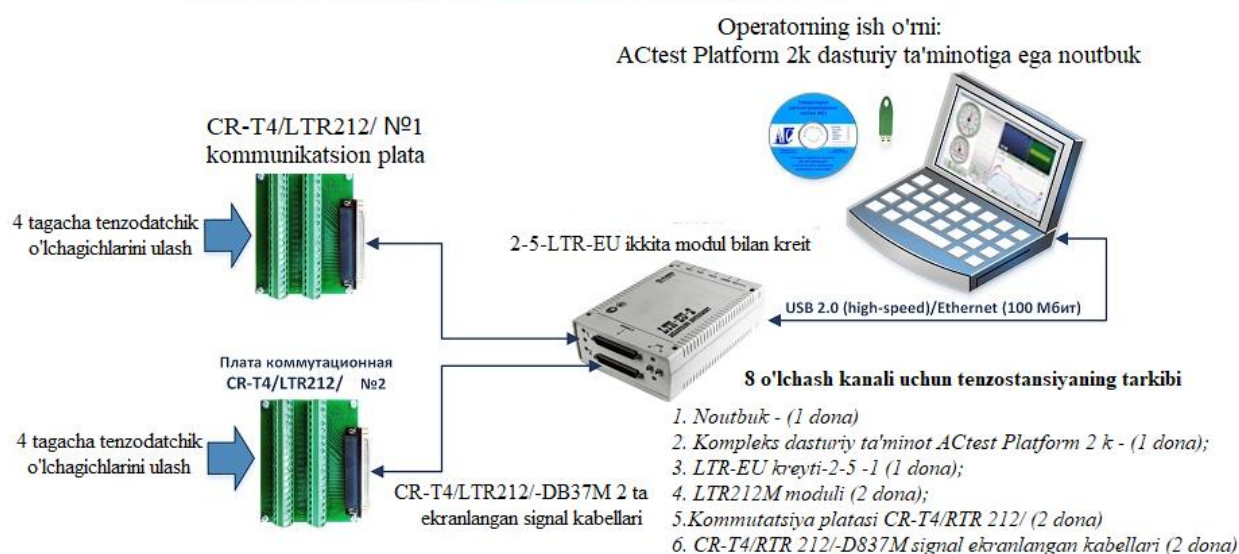 Operatorning ish o'rni:
ACtest Platform 2k dasturiy ta'minotiga ega noutbuk
CR-T4/LTR212/ №1
kommunikatsion plata
4 tagacha tenzodatchik
o'lchagichlarini ulash
2-5-LTR-EU ikkita modul bilan kreit
USB 2.0 (high-speed)/Ethernet (100 Мбит)
Плата коммутационная
CR-T4/LTR212/ №2
4 tagacha tenzodatchik
o'lchagichlarini ulash
CR-T4/LTR212/-DB37M 2 ta
ekranlangan signal kabellari
8 o'lchash kanali uchun tenzostansiyaning tarkibi
1. Noutbuk - (1 dona)
2. Kompleks dasturiy ta'minot ACtest Platform 2 k - (1 dona);
3. LTR-EU kreyti-2-5 -1 (1 dona);
4. LTR212M moduli (2 dona);
5.Kommutatsiya platasi CR-T4/RTR 212/ (2 dona)
6. CR-T4/RTR 212/-D837M signal ekranlangan kabellari (2 dona)